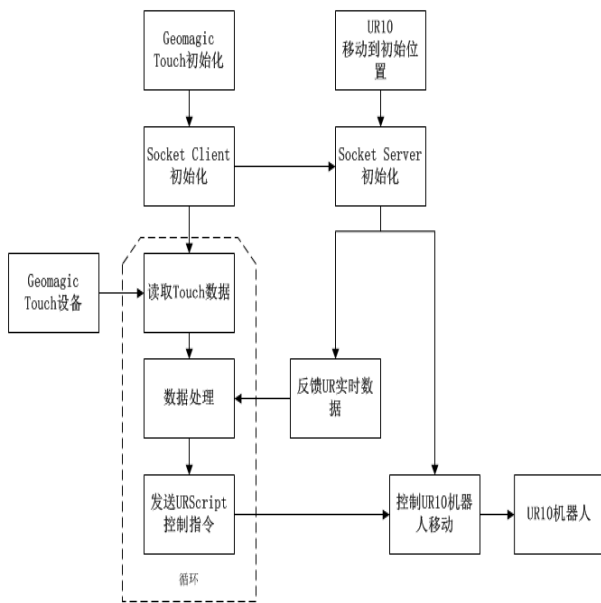 Geomagic
Touch初始化
UR10
移动到初始位
置
Socket Client
初始化
Socket Server
初始化
Geomagic
Touch设备
读取Touch数据
数据处理
反馈UR实时数
据
发送URScript
控制指令
控制UR10机器
人移动
UR10机器人
循环